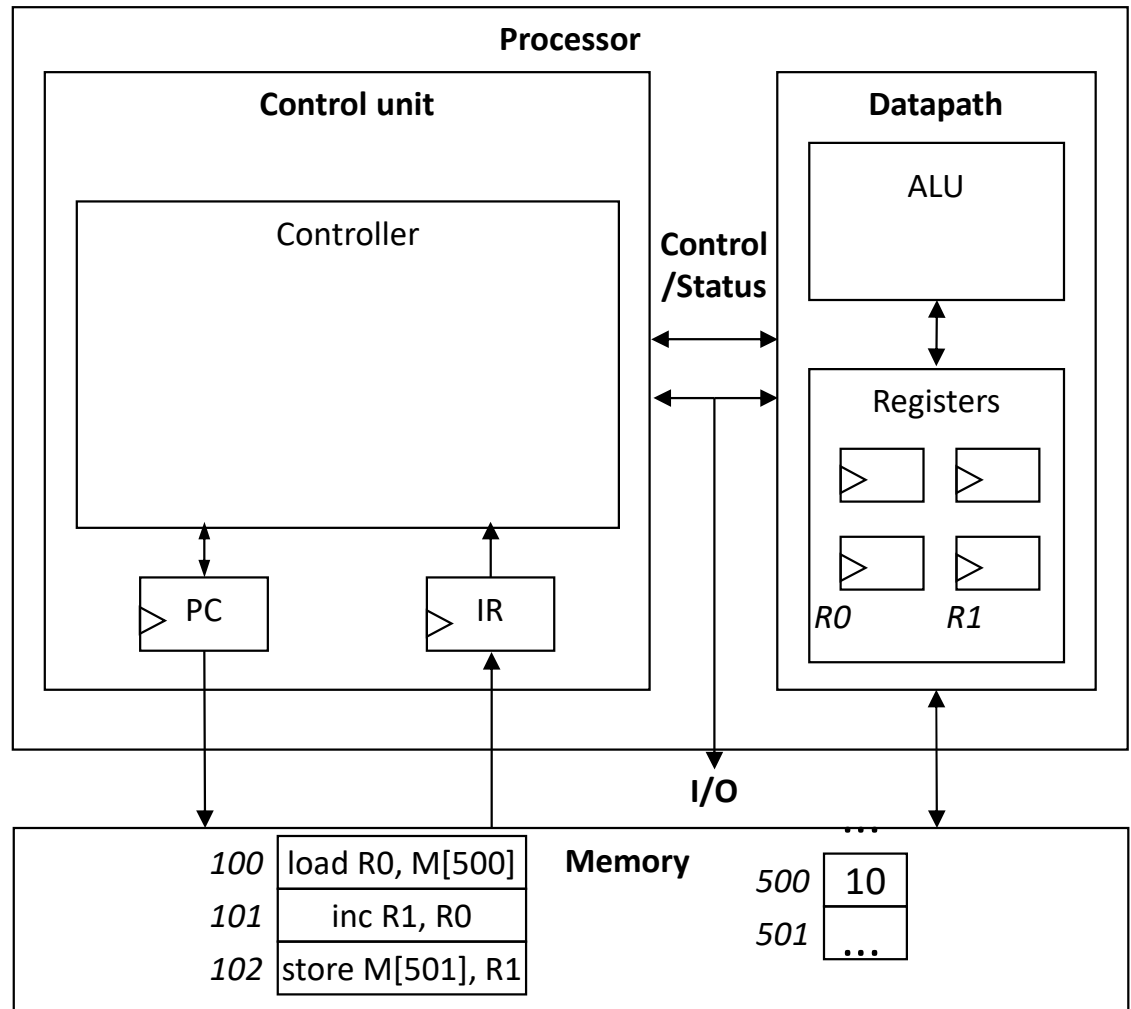 Processor
Control unit
Datapath
ALU
Controller
Control
/Status
Registers
PC
IR
R0
R1
I/O
...
100
load R0, M[500]
Memory
500
10
101
inc R1, R0
501
...
102
store M[501], R1